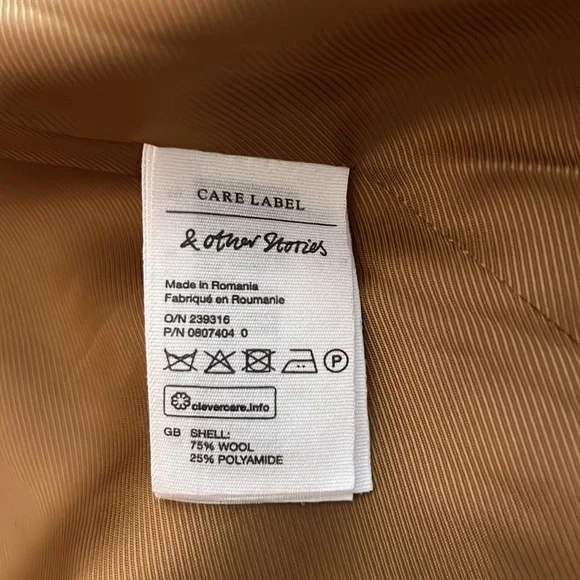 CARE LABEL
& other Stories
Made in Romania
Fabriqué en Roumanie
O/N 239316
P/N 0807404 0
P
clevercare.info
GB SHELL:
75% WOOL
25% POLYAMIDE